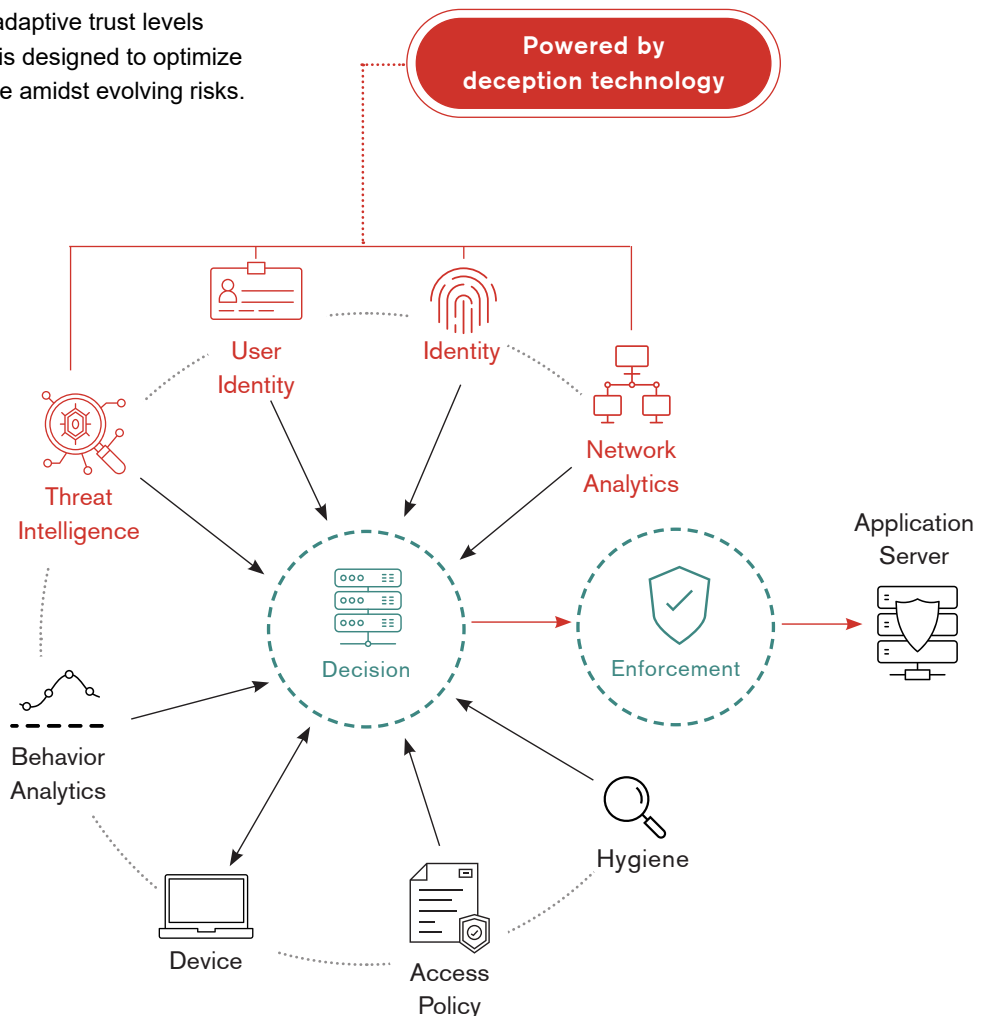 adaptive trust levels
is designed to optimize
e amidst evolving risks.
Powered by
deception technology
User
Identity
Identity
Network
Analytics
Threat
Intelligence
Application
Server
Decision
Enforcement
Behavior
Analytics
Hygiene
Device
Access
Policy